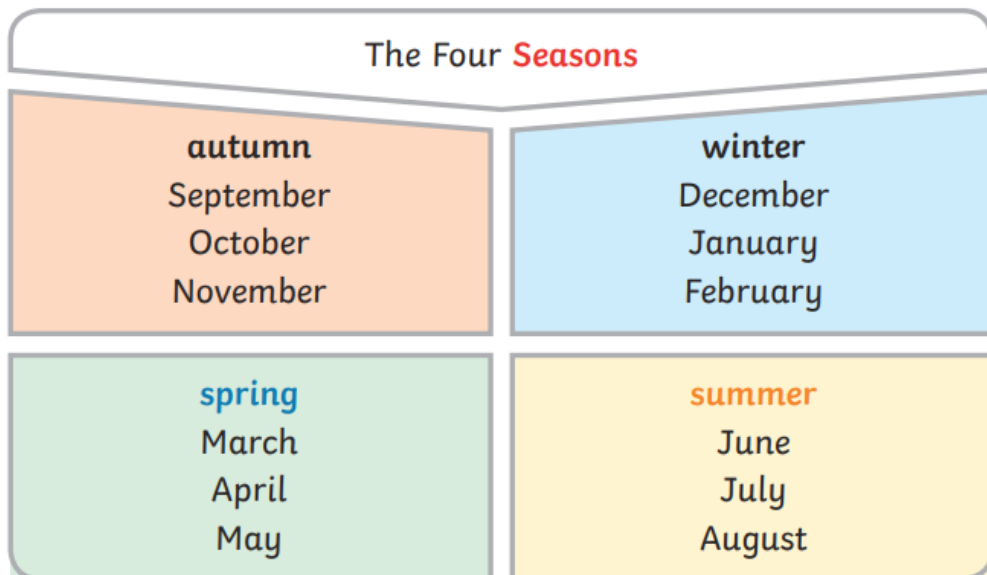 The Four Seasons
autumn
September
October
November
winter
December
January
February
spring
March
April
May
summer
June
July
August